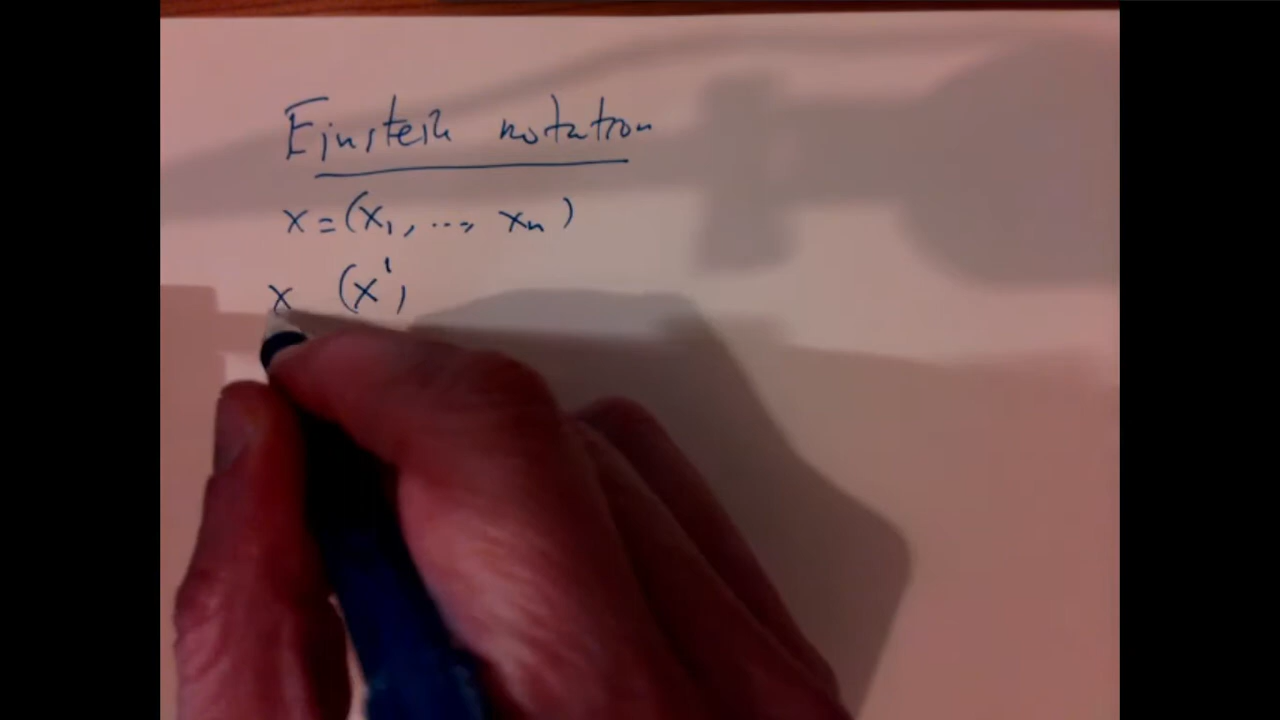 Einstein notation
x = (x₁, ..., xₙ)
x (x¹,